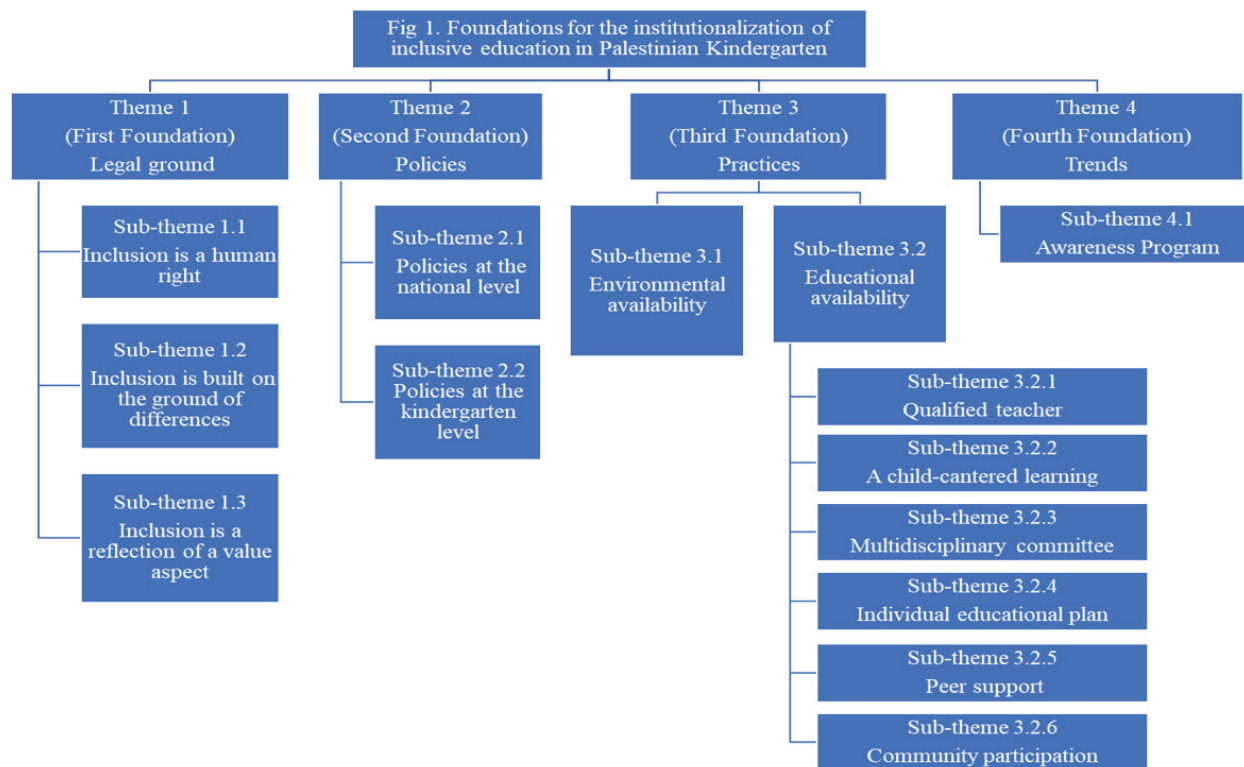 Fig 1. Foundations for the institutionalization of
inclusive education in Palestinian Kindergarten
Theme 1
(First Foundation)
Legal ground
Sub-theme 1.1
Inclusion is a human
right
Sub-theme 1.2
Inclusion is built on
the ground of
differences
Sub-theme 1.3
Inclusion is a
reflection of a value
aspect
Theme 2
(Second Foundation)
Policies
Sub-theme 2.1
Policies at the
national level
Sub-theme 2.2
Policies at the
kindergarten
level
Theme 3
(Third Foundation)
Practices
Sub-theme 3.1
Environmental
availability
Sub-theme 3.2
Educational
availability
Sub-theme 3.2.1
Qualified teacher
Sub-theme 3.2.2
A child-cantered learning
Sub-theme 3.2.3
Multidisciplinary committee
Sub-theme 3.2.4
Individual educational plan
Sub-theme 3.2.5
Peer support
Sub-theme 3.2.6
Community participation
Theme 4
(Fourth Foundation)
Trends
Sub-theme 4.1
Awareness Program